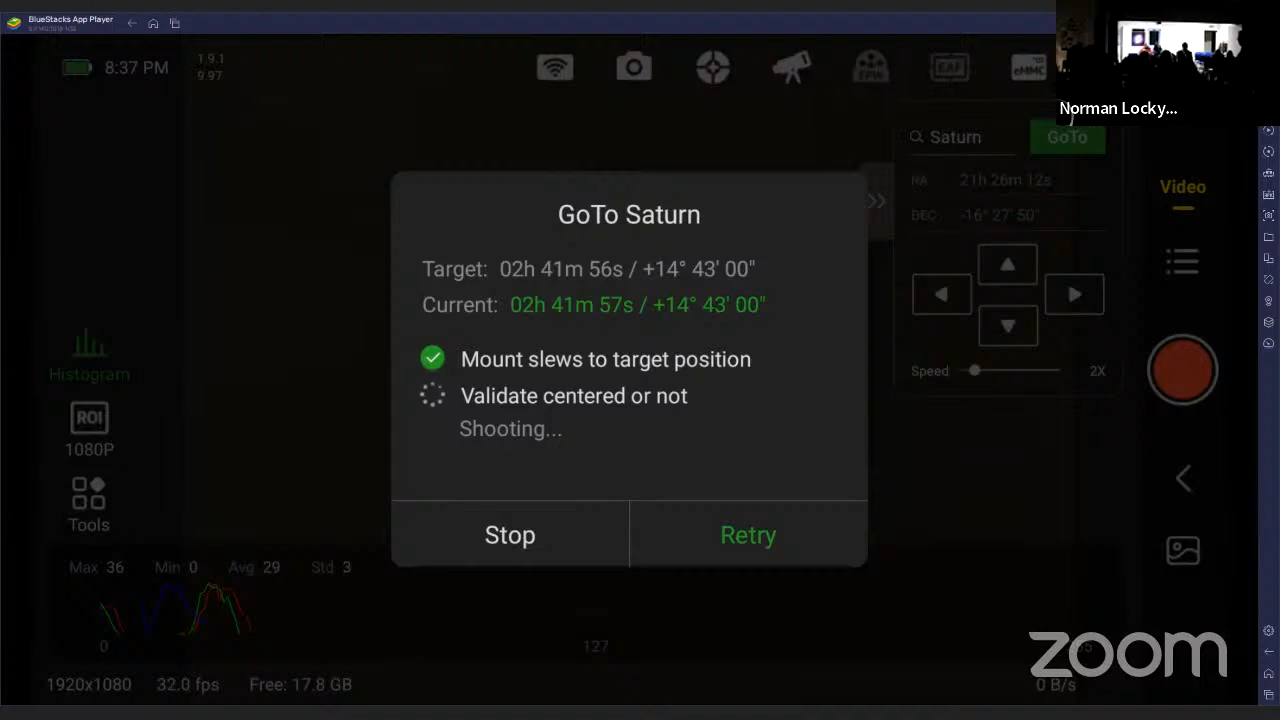 BlueStacks App Player
8:37 PM
1.9.1
9.97
EFW
EAF
eMMC
Norman Locky...
Saturn
GoTo
RA 21h 26m 12s
DEC -16° 27' 50"
Video
GoTo Saturn
Target: 02h 41m 56s / +14° 43' 00"
Current: 02h 41m 57s / +14° 43' 00"
Mount slews to target position
Validate centered or not
Shooting...
Stop
Retry
Speed
2X
Histogram
ROI
1080P
Tools
Max 36 Min 0 Avg 29 Std 3
0
127
zoom
1920x1080 32.0 fps Free: 17.8 GB
0 B/s